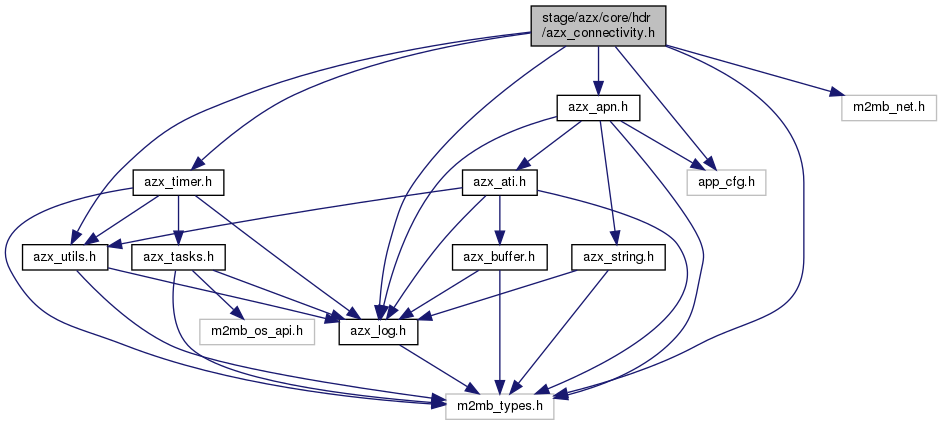 stage/azx/core/hdr
/azx_connectivity.h
azx_apn.h
m2mb_net.h
azx_timer.h
azx_ati.h
app_cfg.h
azx_utils.h
azx_tasks.h
azx_buffer.h
azx_string.h
m2mb_os_api.h
azx_log.h
m2mb_types.h